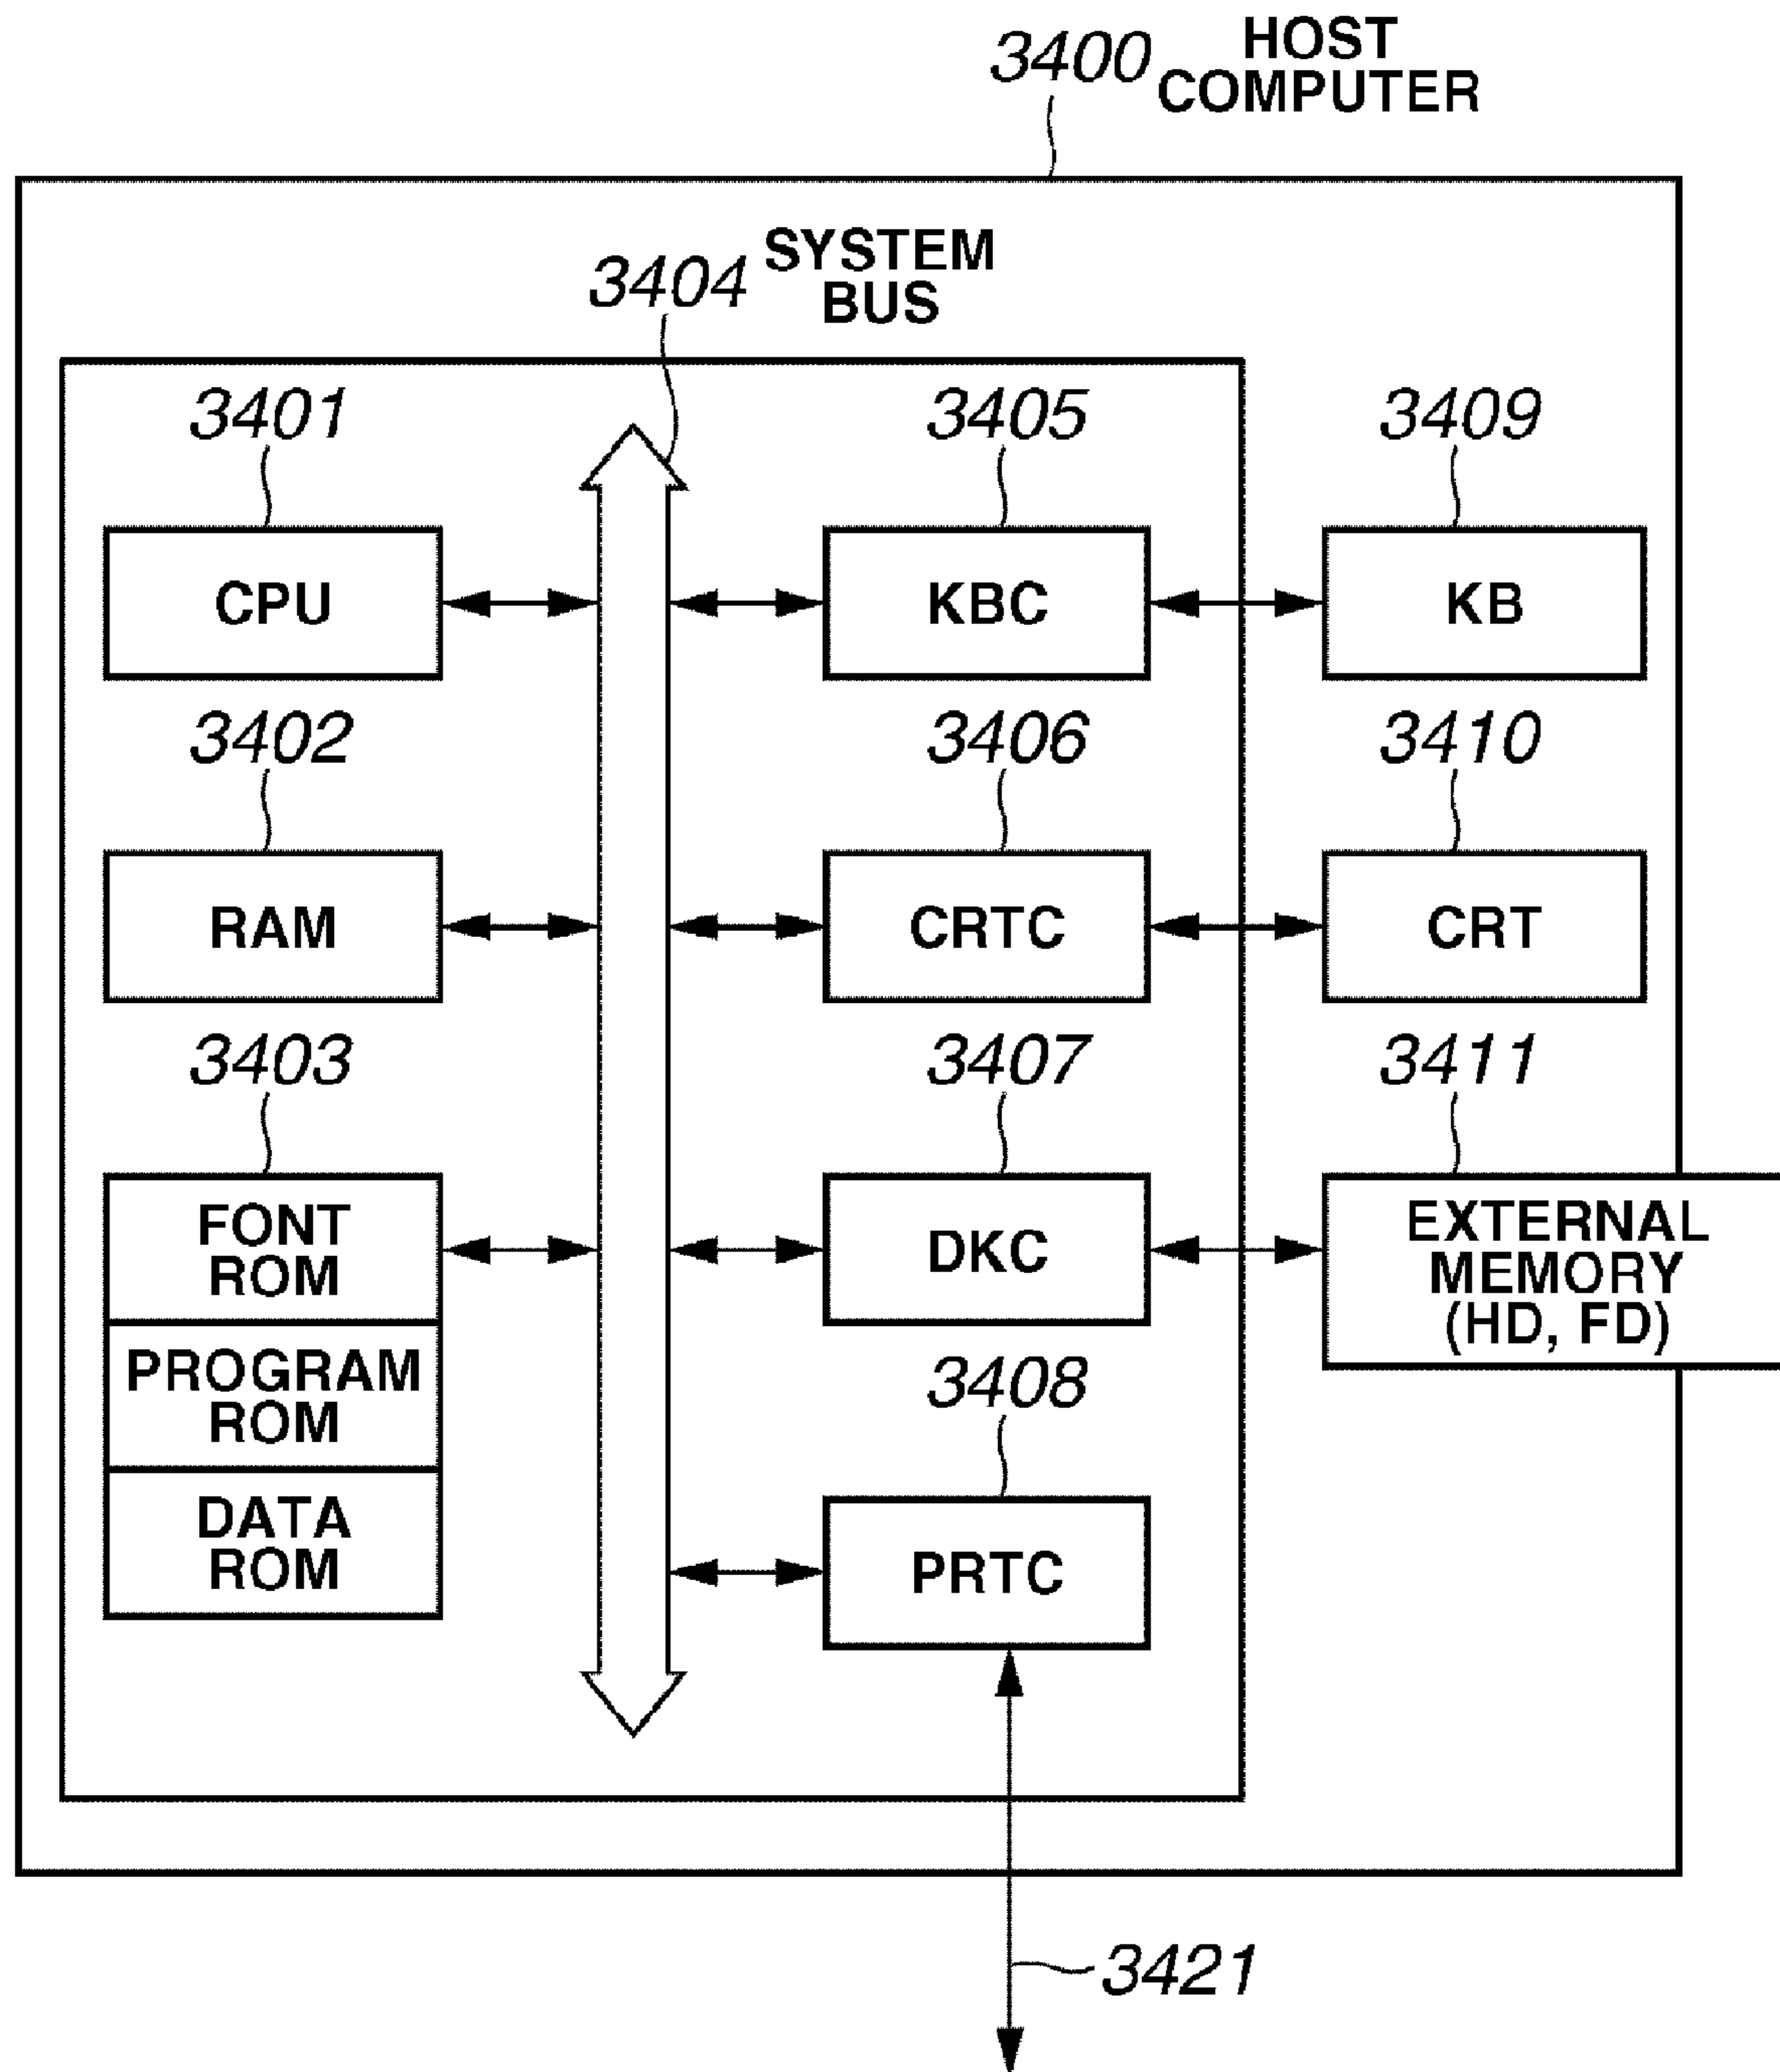 3400 HOST
COMPUTER
3404 SYSTEM
BUS
3401
3405
3409
CPU
KBC
KB
3402
3406
3410
RAM
CRTC
CRT
3403
3407
3411
FONT
ROM
DKC
EXTERNAL
MEMORY
(HD, FD)
PROGRAM
ROM
3408
DATA
ROM
PRTC
3421